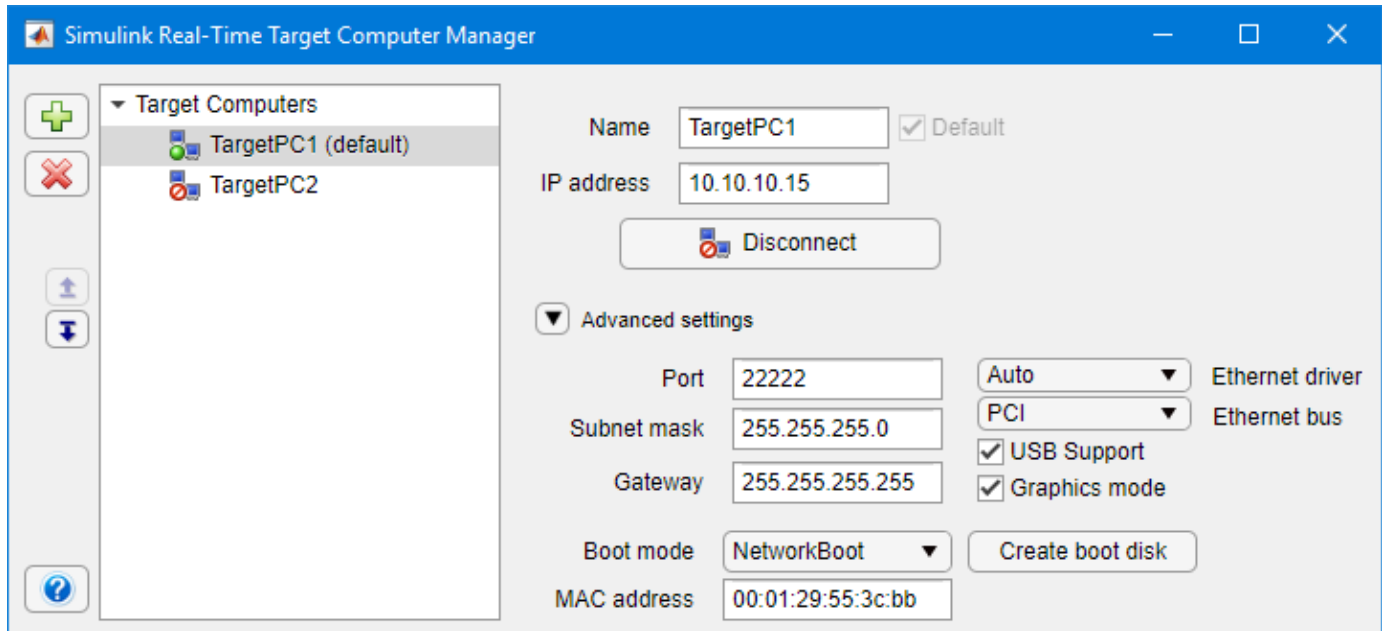 Simulink Real-Time Target Computer Manager
Target Computers
TargetPC1 (default)
TargetPC2
Name TargetPC1 Default
IP address 10.10.10.15
Disconnect
Advanced settings
Port 22222 Auto Ethernet driver
PCI Ethernet bus
Subnet mask 255.255.255.0
USB Support
Gateway 255.255.255.255 Graphics mode
Boot mode NetworkBoot Create boot disk
MAC address 00:01:29:55:3c:bb